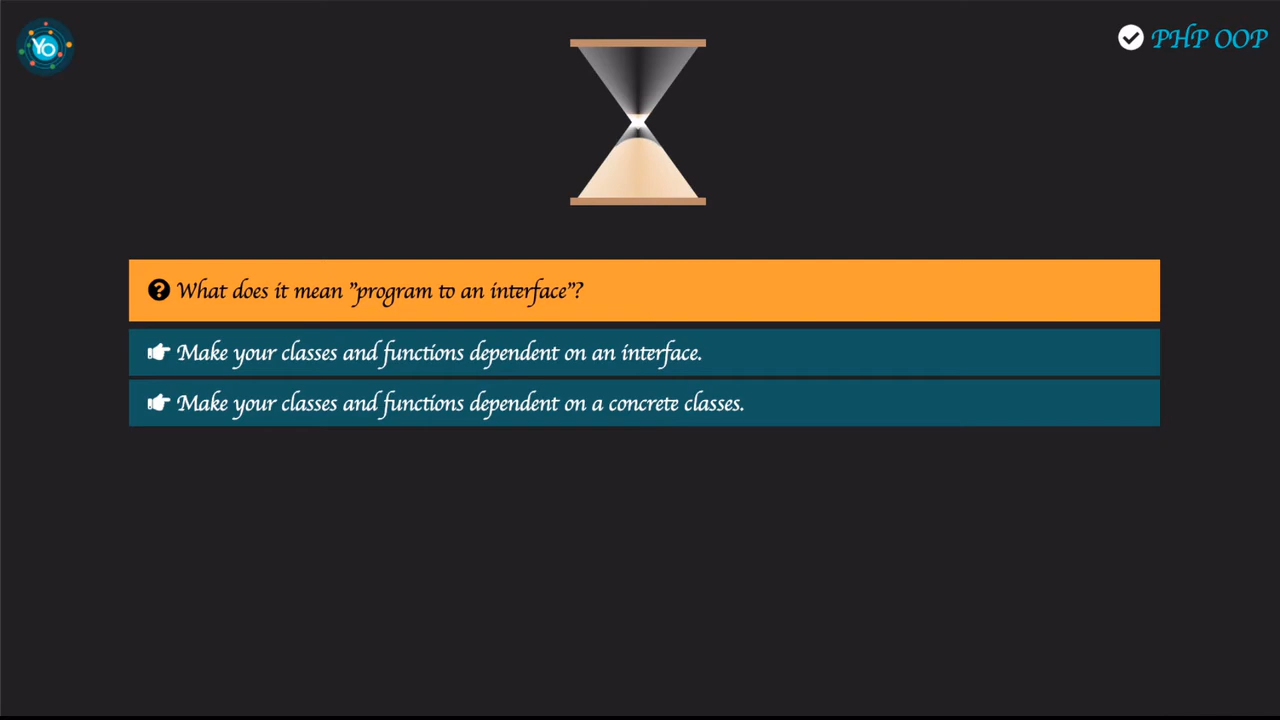 YO
PHP OOP
What does it mean "program to an interface"?
Make your classes and functions dependent on an interface.
Make your classes and functions dependent on a concrete classes.